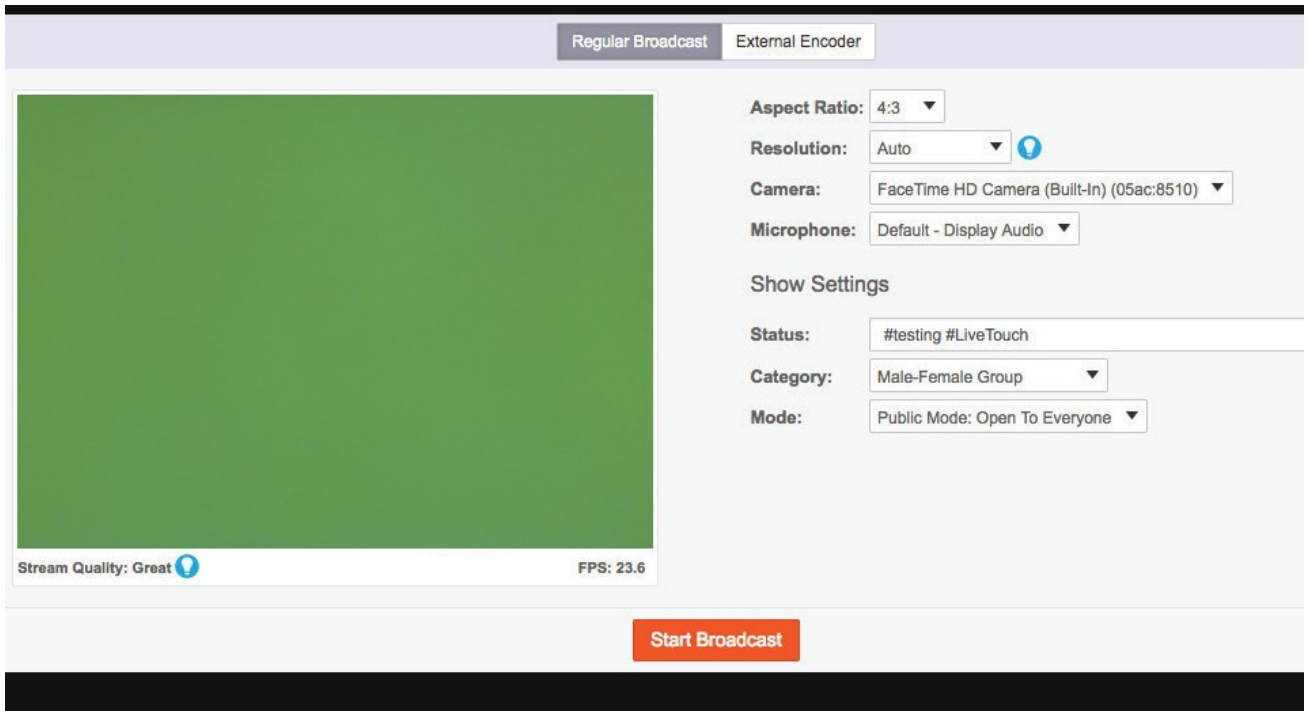 Regular Broadcast External Encoder
Aspect Ratio: 4:3
Resolution: Auto
Camera: FaceTime HD Camera (Built-In) (05ac:8510)
Microphone: Default - Display Audio
Show Settings
Status: #testing #LiveTouch
Category: Male-Female Group
Mode: Public Mode: Open To Everyone
Stream Quality: Great FPS: 23.6
Start Broadcast